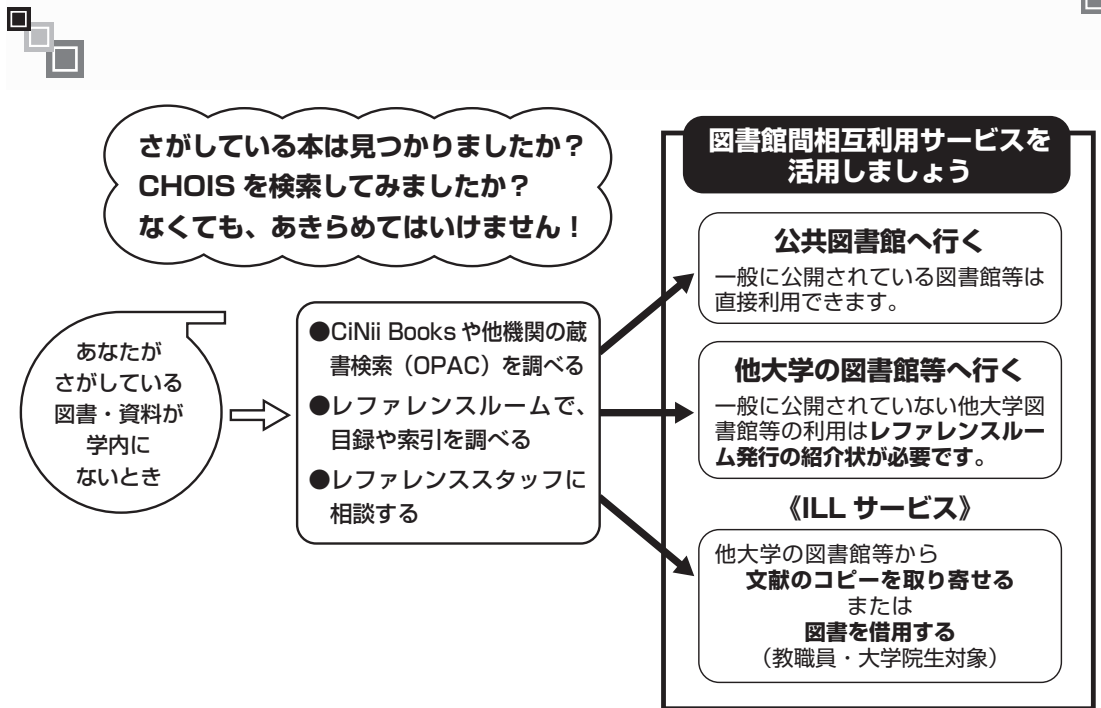 さがしている本は見つかりましたか?
CHOIS を検索してみましたか?
なくても、あきらめてはいけません!
あなたが
さがしている
図書・資料が
学内に
ないとき
●CiNii Books や他機関の蔵
書検索(OPAC)を調べる
●レファレンスルームで、
目録や索引を調べる
●レファレンススタッフに
相談する
図書館間相互利用サービスを
活用しましょう
公共図書館へ行く
一般に公開されている図書館等は
直接利用できます。
他大学の図書館等へ行く
一般に公開されていない他大学図
書館等の利用はレファレンスルー
ム発行の紹介状が必要です。
《ILL サービス》
他大学の図書館等から
文献のコピーを取り寄せる
または
図書を借用する
(教職員・大学院生対象)